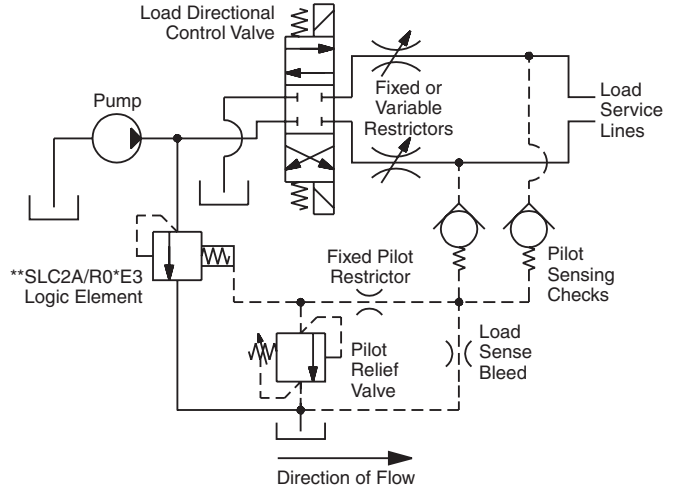 Load Directional
Control Valve
Pump
Fixed or
Variable
Restrictors
Load
Service
Lines
**SLC2A/R0*E3
Logic Element
Fixed Pilot
Restrictor
Pilot
Sensing
Checks
Pilot
Relief
Valve
Load
Sense
Bleed
Direction of Flow